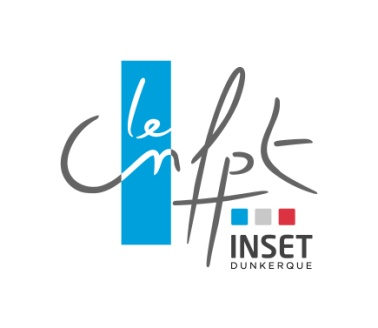 le
cnfpt
INSET
DUNKERQUE